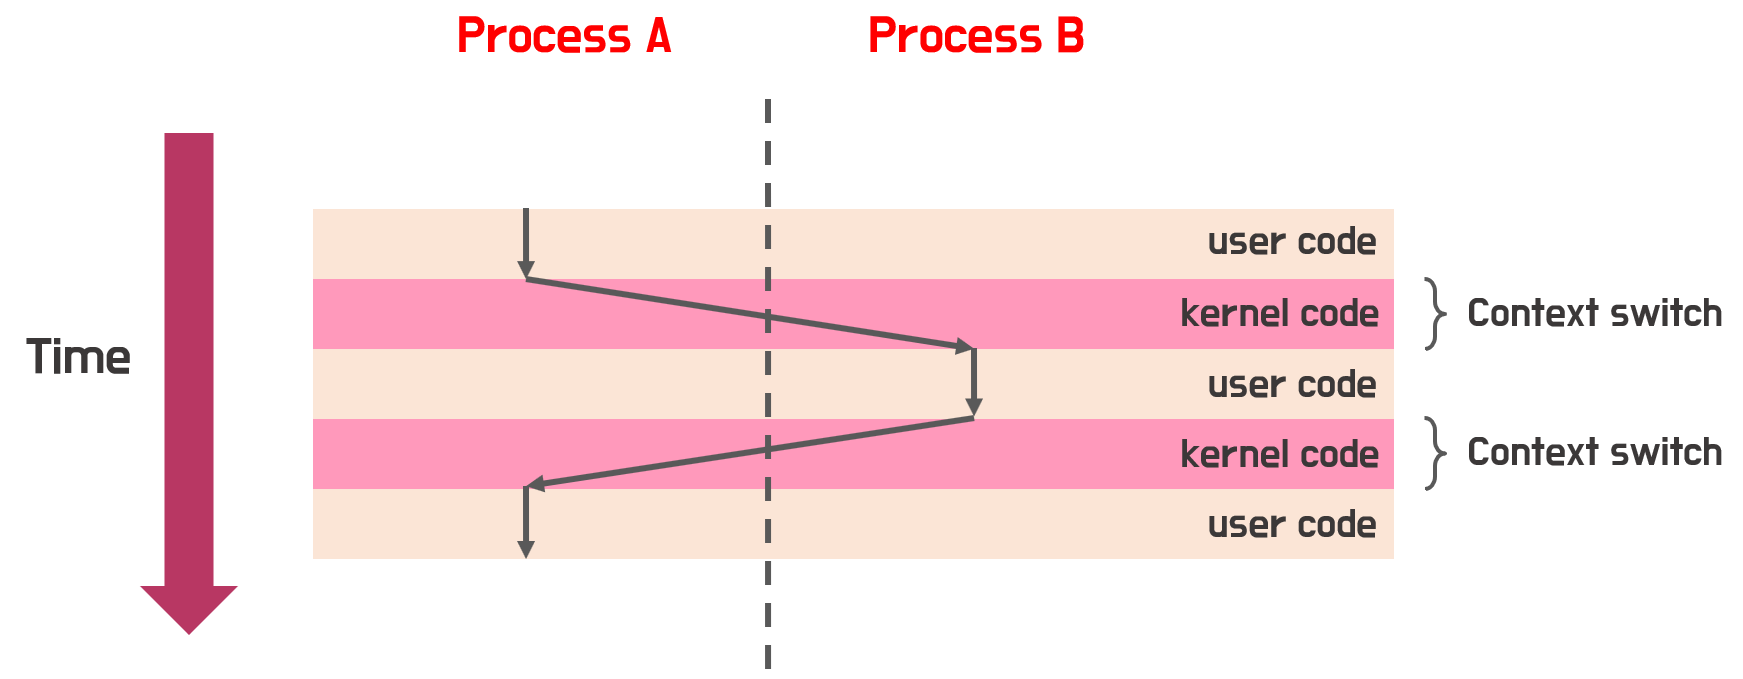 Process A
Process B
user code
kernel code
Context switch
Time
user code
kernel code
Context switch
user code